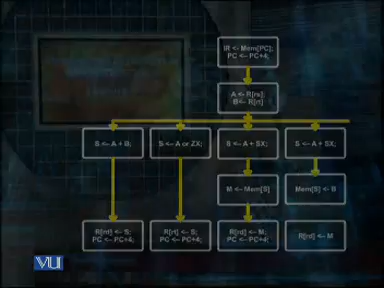 IR <- Mem[PC];
PC <- PC+4;
A <- R[rs];
B<- R[rt]
S <- A + B;
S <- A or ZX;
S <- A + SX;
S <- A + SX;
M <- Mem[S]
Mem[S] <- B
R[rd] <- S;
PC <- PC+4;
R[rt] <- S;
PC <- PC+4;
R[rd] <- M;
PC <- PC+4;
R[rd] <- M
VU